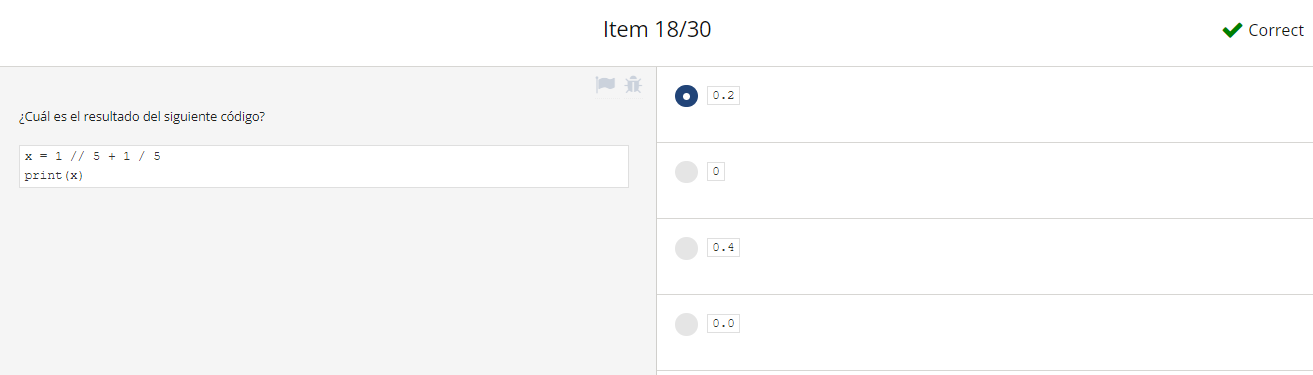 Item 18/30
Correct
¿Cuál es el resultado del siguiente código?
x = 1 // 5 + 1 / 5
print(x)
0.2
0
0.4
0.0